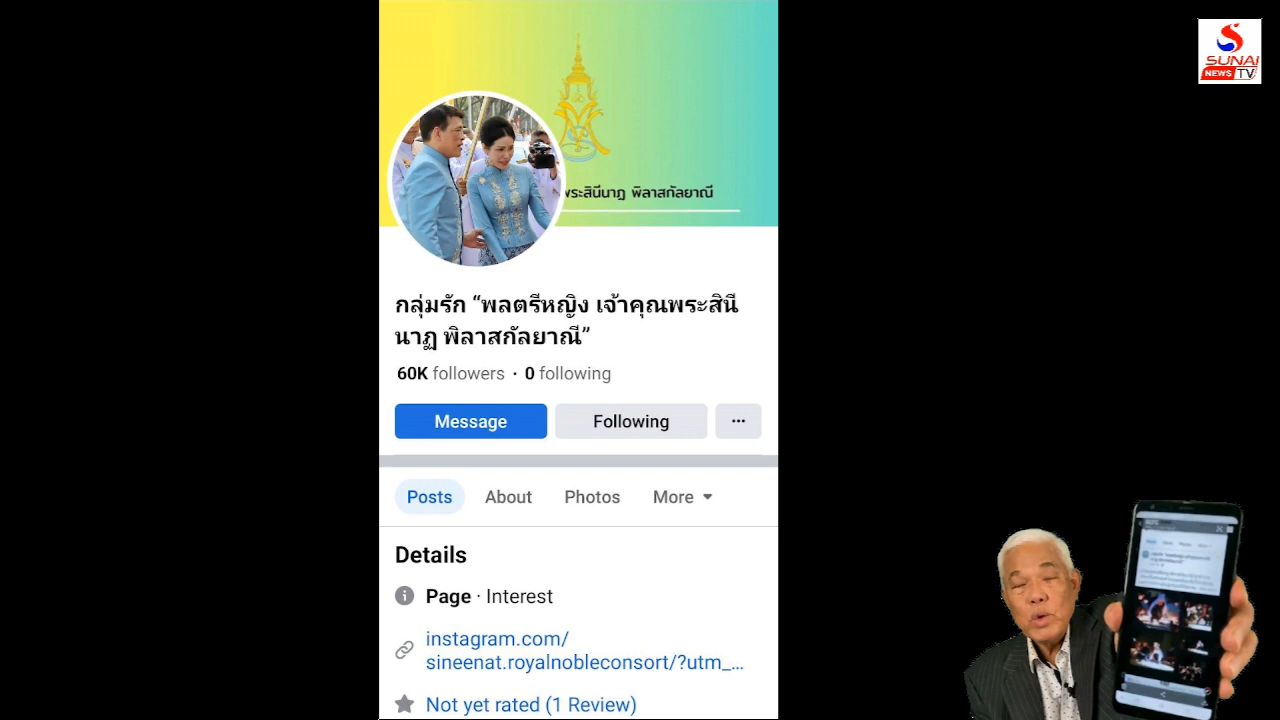 SUNAI
NEWS TV
พระสินีนาฏ พิลาสกัลยาณี
กลุ่มรัก “พลตรีหญิง เจ้าคุณพระสินี
นาฏ พิลาสกัลยาณี”
60K followers · 0 following
Message
Following
Posts
About
Photos
More
Details
Page · Interest
instagram.com/
sineenat.royalnobleconsort/?utm_...
Not yet rated (1 Review)